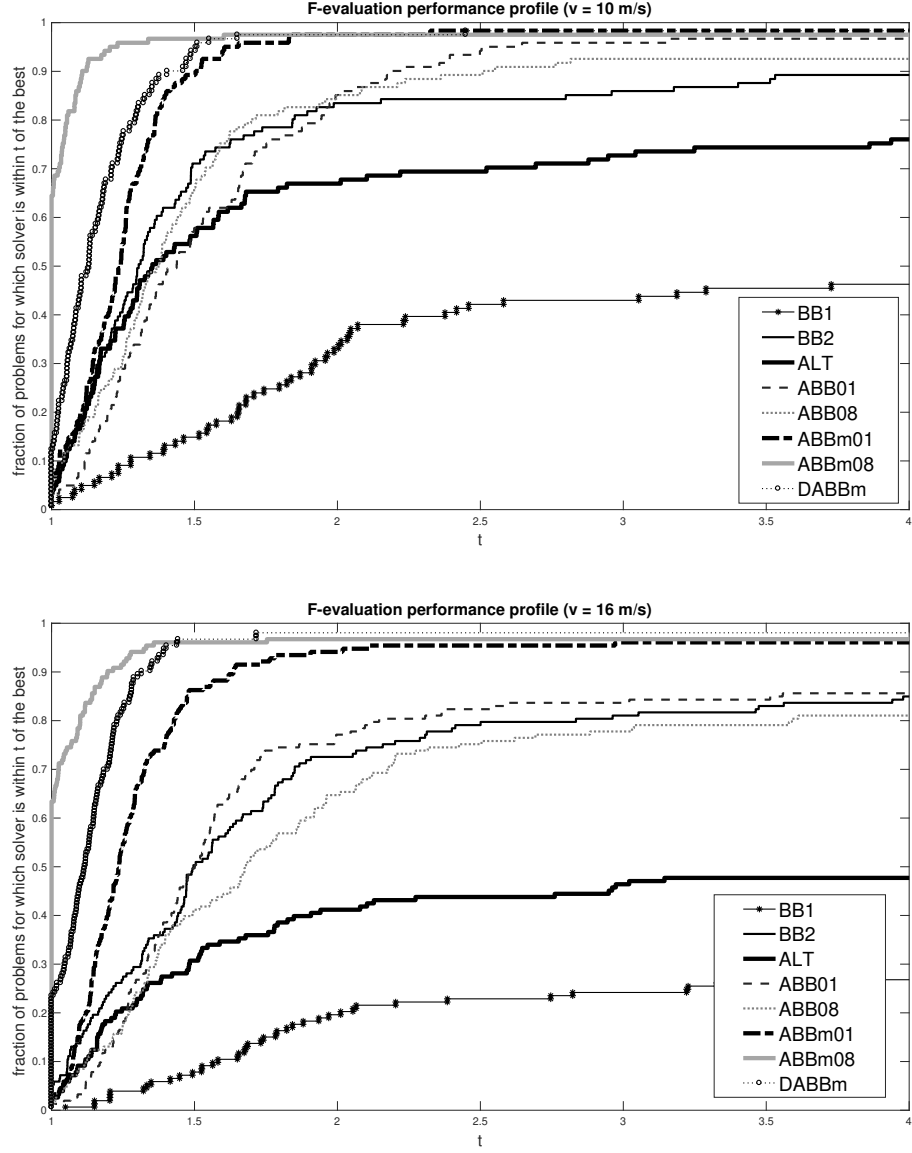 F-evaluation performance profile (v = 10 m/s)
fraction of problems for which solver is within t of the best
1
0.9
0.8
0.7
0.6
0.5
0.4
0.3
0.2
0.1
0
1 1.5 2 2.5 3 3.5 4
t
BB1
BB2
ALT
ABB01
ABB08
ABBm01
ABBm08
DABBm
F-evaluation performance profile (v = 16 m/s)
fraction of problems for which solver is within t of the best
1
0.9
0.8
0.7
0.6
0.5
0.4
0.3
0.2
0.1
0
1 1.5 2 2.5 3 3.5 4
t
BB1
BB2
ALT
ABB01
ABB08
ABBm01
ABBm08
DABBm